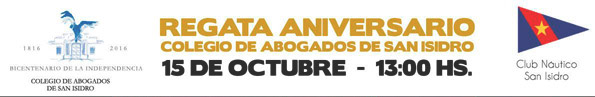 1816 2016
BICENTENARIO DE LA INDEPENDENCIA
COLEGIO DE ABOGADOS
DE SAN ISIDRO
REGATA ANIVERSARIO
COLEGIO DE ABOGADOS DE SAN ISIDRO
15 DE OCTUBRE - 13:00 HS.
Club Nautico
San Isidro